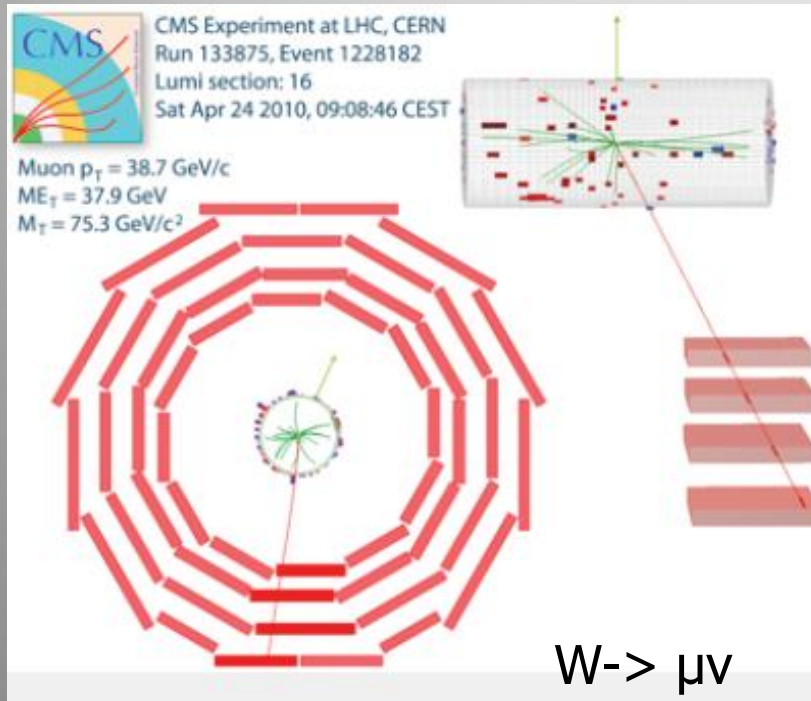 CMS
CMS Experiment at LHC, CERN
Run 133875, Event 1228182
Lumi section: 16
Sat Apr 24 2010, 09:08:46 CEST
Muon pT = 38.7 GeV/c
MET = 37.9 GeV
MT = 75.3 GeV/c²
W-> μν